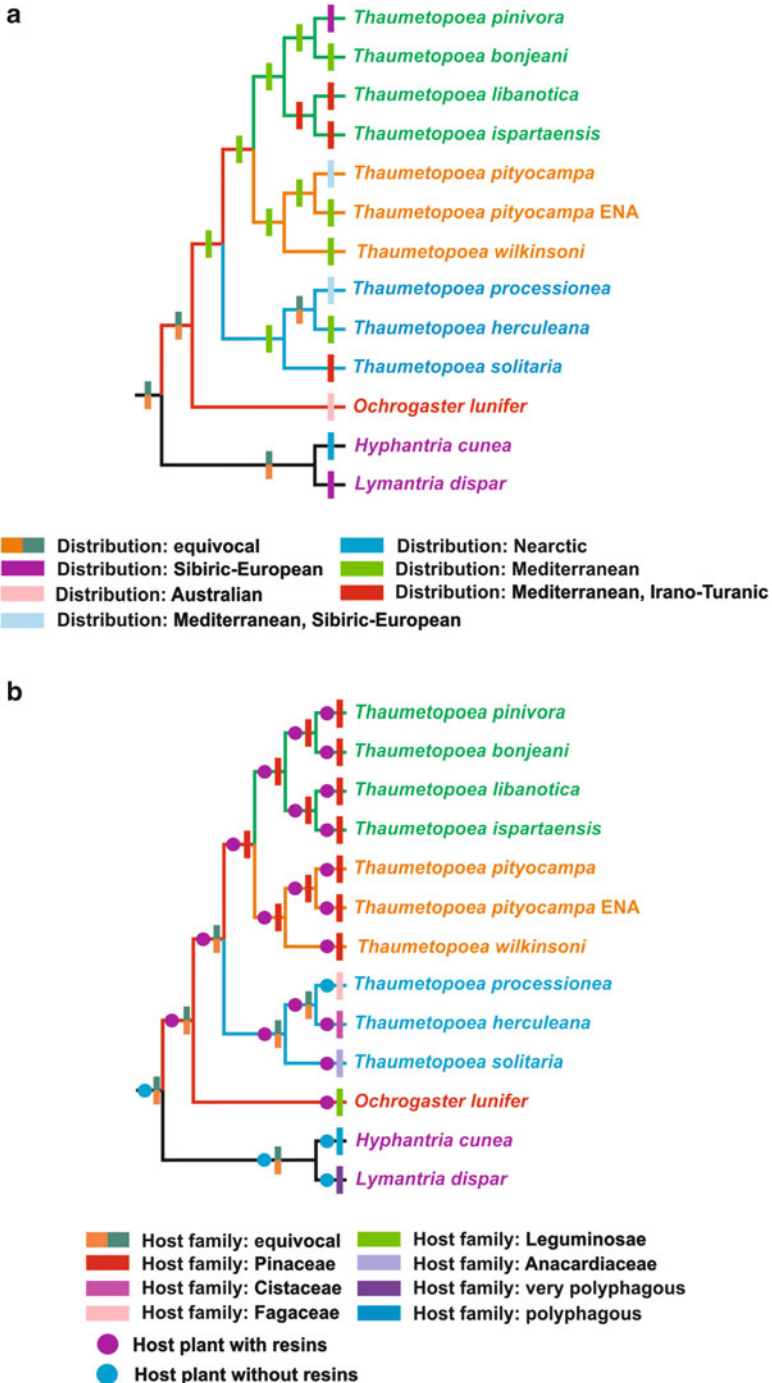 a
Thaumetopoea pinivora
Thaumetopoea bonjeani
Thaumetopoea libanotica
Thaumetopoea ispartaensis
Thaumetopoea pityocampa
Thaumetopoea pityocampa ENA
Thaumetopoea wilkinsoni
Thaumetopoea processionea
Thaumetopoea herculeana
Thaumetopoea solitaria
Ochrogaster lunifer
Hyphantria cunea
Lymantria dispar
Distribution: equivocal
Distribution: Nearctic
Distribution: Sibiric-European
Distribution: Mediterranean
Distribution: Australian
Distribution: Mediterranean, Irano-Turanic
Distribution: Mediterranean, Sibiric-European
b
Thaumetopoea pinivora
Thaumetopoea bonjeani
Thaumetopoea libanotica
Thaumetopoea ispartaensis
Thaumetopoea pityocampa
Thaumetopoea pityocampa ENA
Thaumetopoea wilkinsoni
Thaumetopoea processionea
Thaumetopoea herculeana
Thaumetopoea solitaria
Ochrogaster lunifer
Hyphantria cunea
Lymantria dispar
Host family: equivocal
Host family: Leguminosae
Host family: Pinaceae
Host family: Anacardiaceae
Host family: Cistaceae
Host family: very polyphagous
Host family: Fagaceae
Host family: polyphagous
Host plant with resins
Host plant without resins